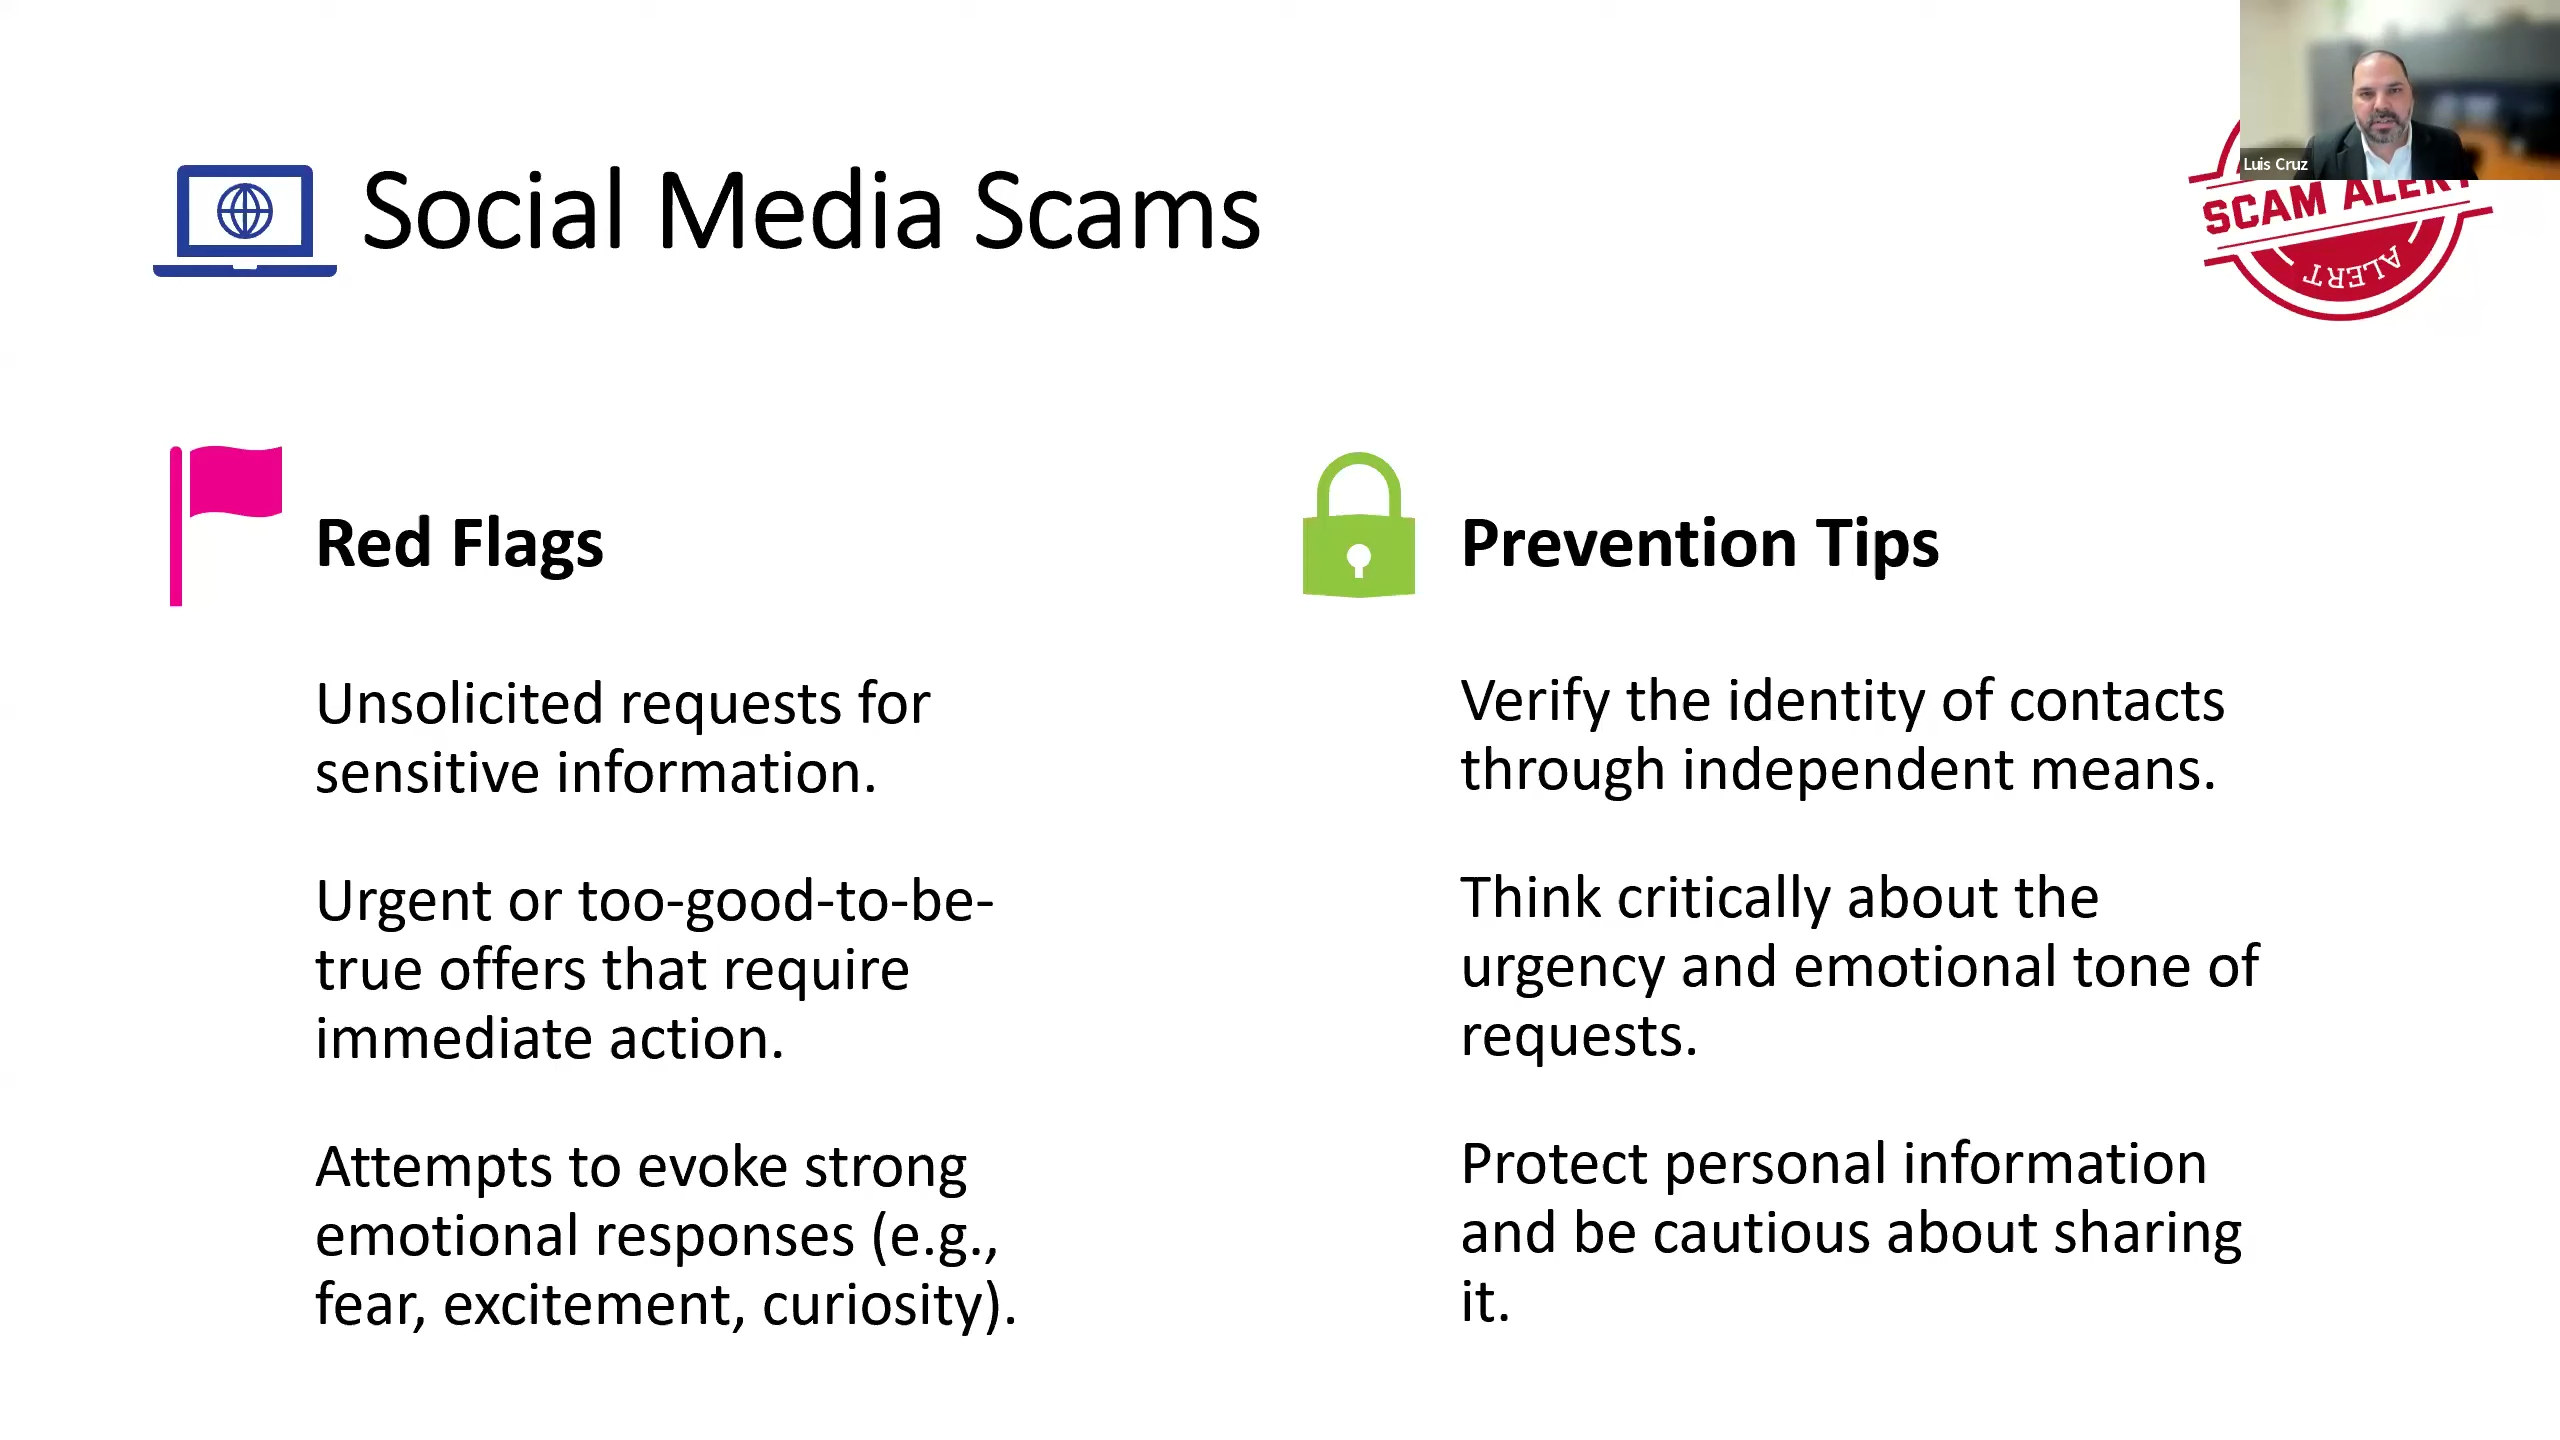 Luis Cruz
Social Media Scams
SCAM ALERT
ALERT
Red Flags
Unsolicited requests for
sensitive information.
Urgent or too-good-to-be-
true offers that require
immediate action.
Attempts to evoke strong
emotional responses (e.g.,
fear, excitement, curiosity).
Prevention Tips
Verify the identity of contacts
through independent means.
Think critically about the
urgency and emotional tone of
requests.
Protect personal information
and be cautious about sharing
it.